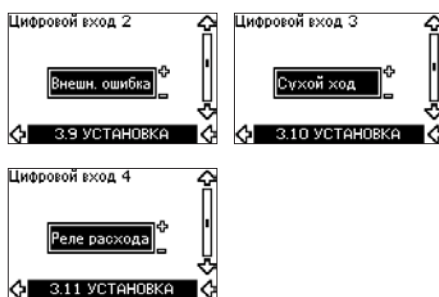 Цифровой вход 2
Внешн. ошибка
3.9 УСТАНОВКА
Цифровой вход 3
Сухой ход
3.10 УСТАНОВКА
Цифровой вход 4
Реле расхода
3.11 УСТАНОВКА